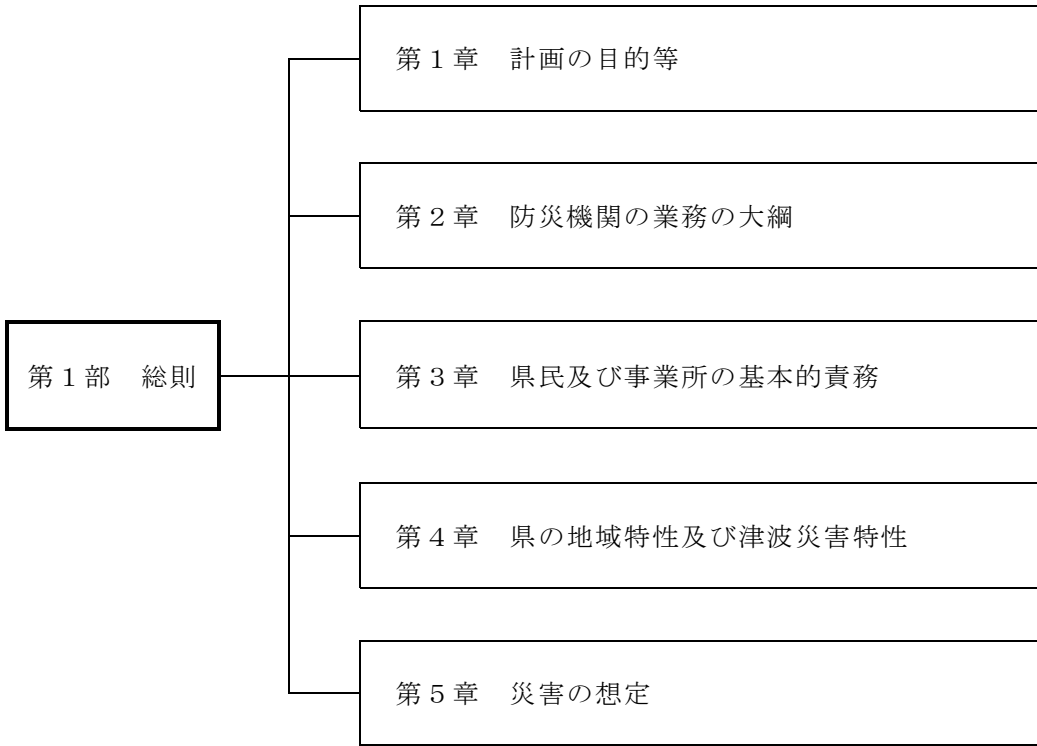 第１部　総則
第１章　計画の目的等
第２章　防災機関の業務の大綱
第３章　県民及び事業所の基本的責務
第４章　県の地域特性及び津波災害特性
第５章　災害の想定